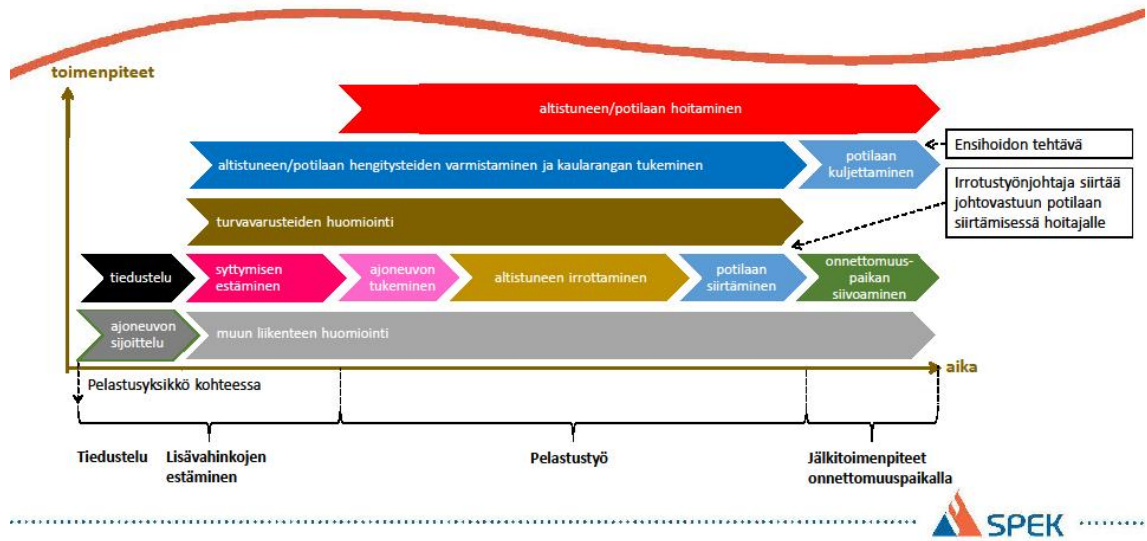 toimenpiteet
altistuneen/potilaan hoitaminen
altistuneen/potilaan hengitysteiden varmistaminen ja kaularangan tukeminen
potilaan
kuljettaminen
Ensihoidon tehtävä
Irrotustyönjohtaja siirtää
johtovastuun potilaan
siirtämisessä hoitajalle
turvavarusteiden huomiointi
tiedustelu
syttymisen
estäminen
ajoneuvon
tukeminen
altistuneen irrottaminen
potilaan
siirtäminen
onnettomuus-
paikan
siivoaminen
ajoneuvon
sijoittelu
muun liikenteen huomiointi
aika
Pelastusyksikkö kohteessa
Tiedustelu
Lisävahinkojen
estäminen
Pelastustyö
Jälkitoimenpiteet
onnettomuuspaikalla
SPEK